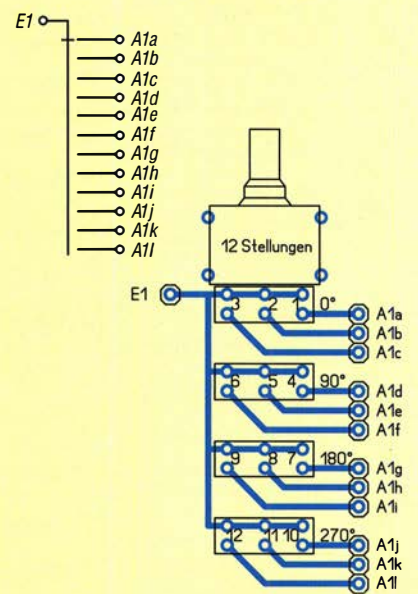 E1
A1a
A1b
A1c
A1d
A1e
A1f
A1g
A1h
A1i
A1j
A1k
A1l
12 Stellungen
E1
3 2 1 0°
A1a
A1b
A1c
6 5 4 90°
A1d
A1e
A1f
9 8 7 180°
A1g
A1h
A1i
12 11 10 270°
A1j
A1k
A1l